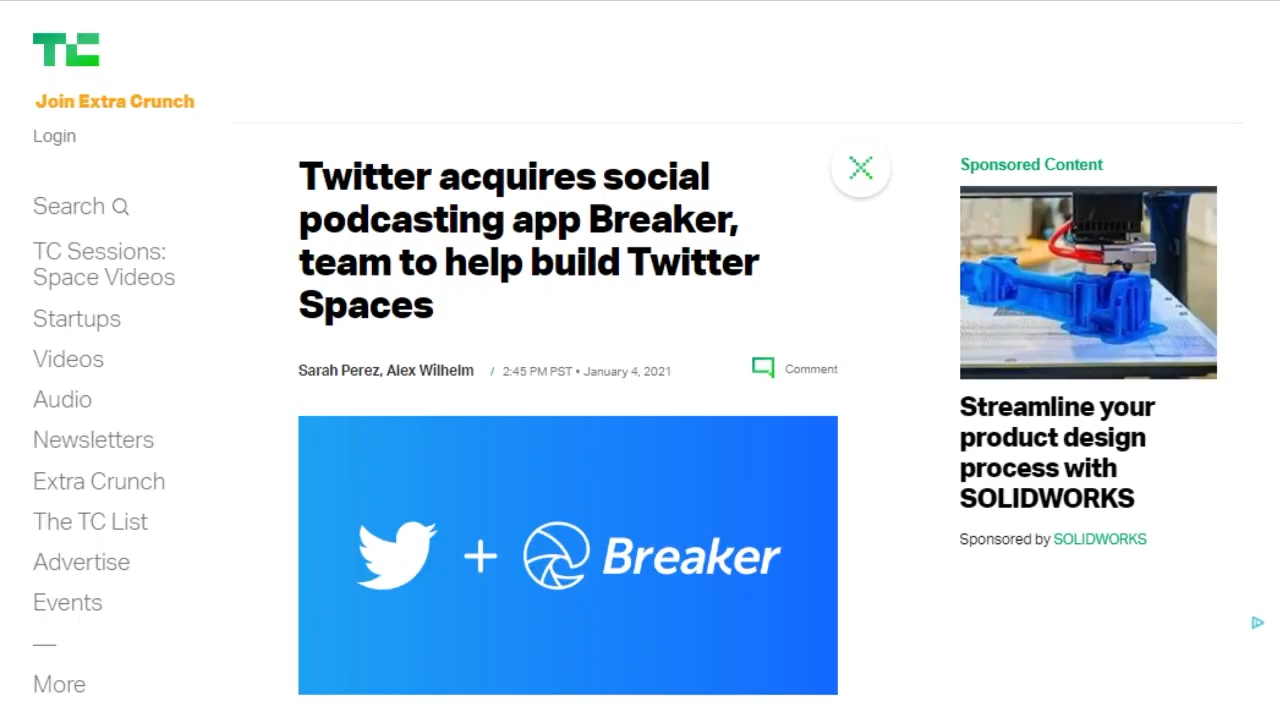 TC
Join Extra Crunch
Login
Search
TC Sessions:
Space Videos
Startups
Videos
Audio
Newsletters
Extra Crunch
The TC List
Advertise
Events
—
More
Twitter acquires social
podcasting app Breaker,
team to help build Twitter
Spaces
Sarah Perez, Alex Wilhelm / 2:45 PM PST • January 4, 2021
Comment
+ Breaker
Sponsored Content
Streamline your
product design
process with
SOLIDWORKS
Sponsored by SOLIDWORKS